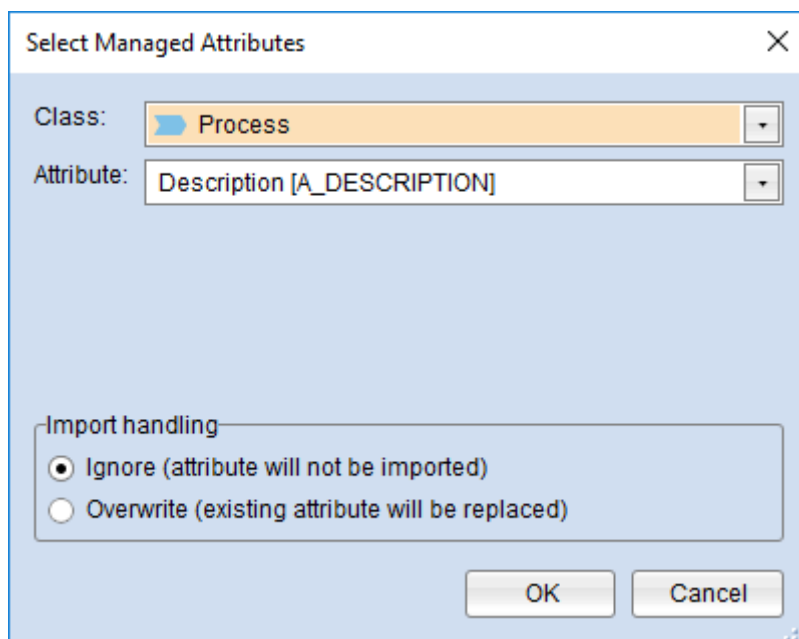 Select Managed Attributes
Class: Process
Attribute: Description [A_DESCRIPTION]
Import handling
Ignore (attribute will not be imported)
Overwrite (existing attribute will be replaced)
OK Cancel